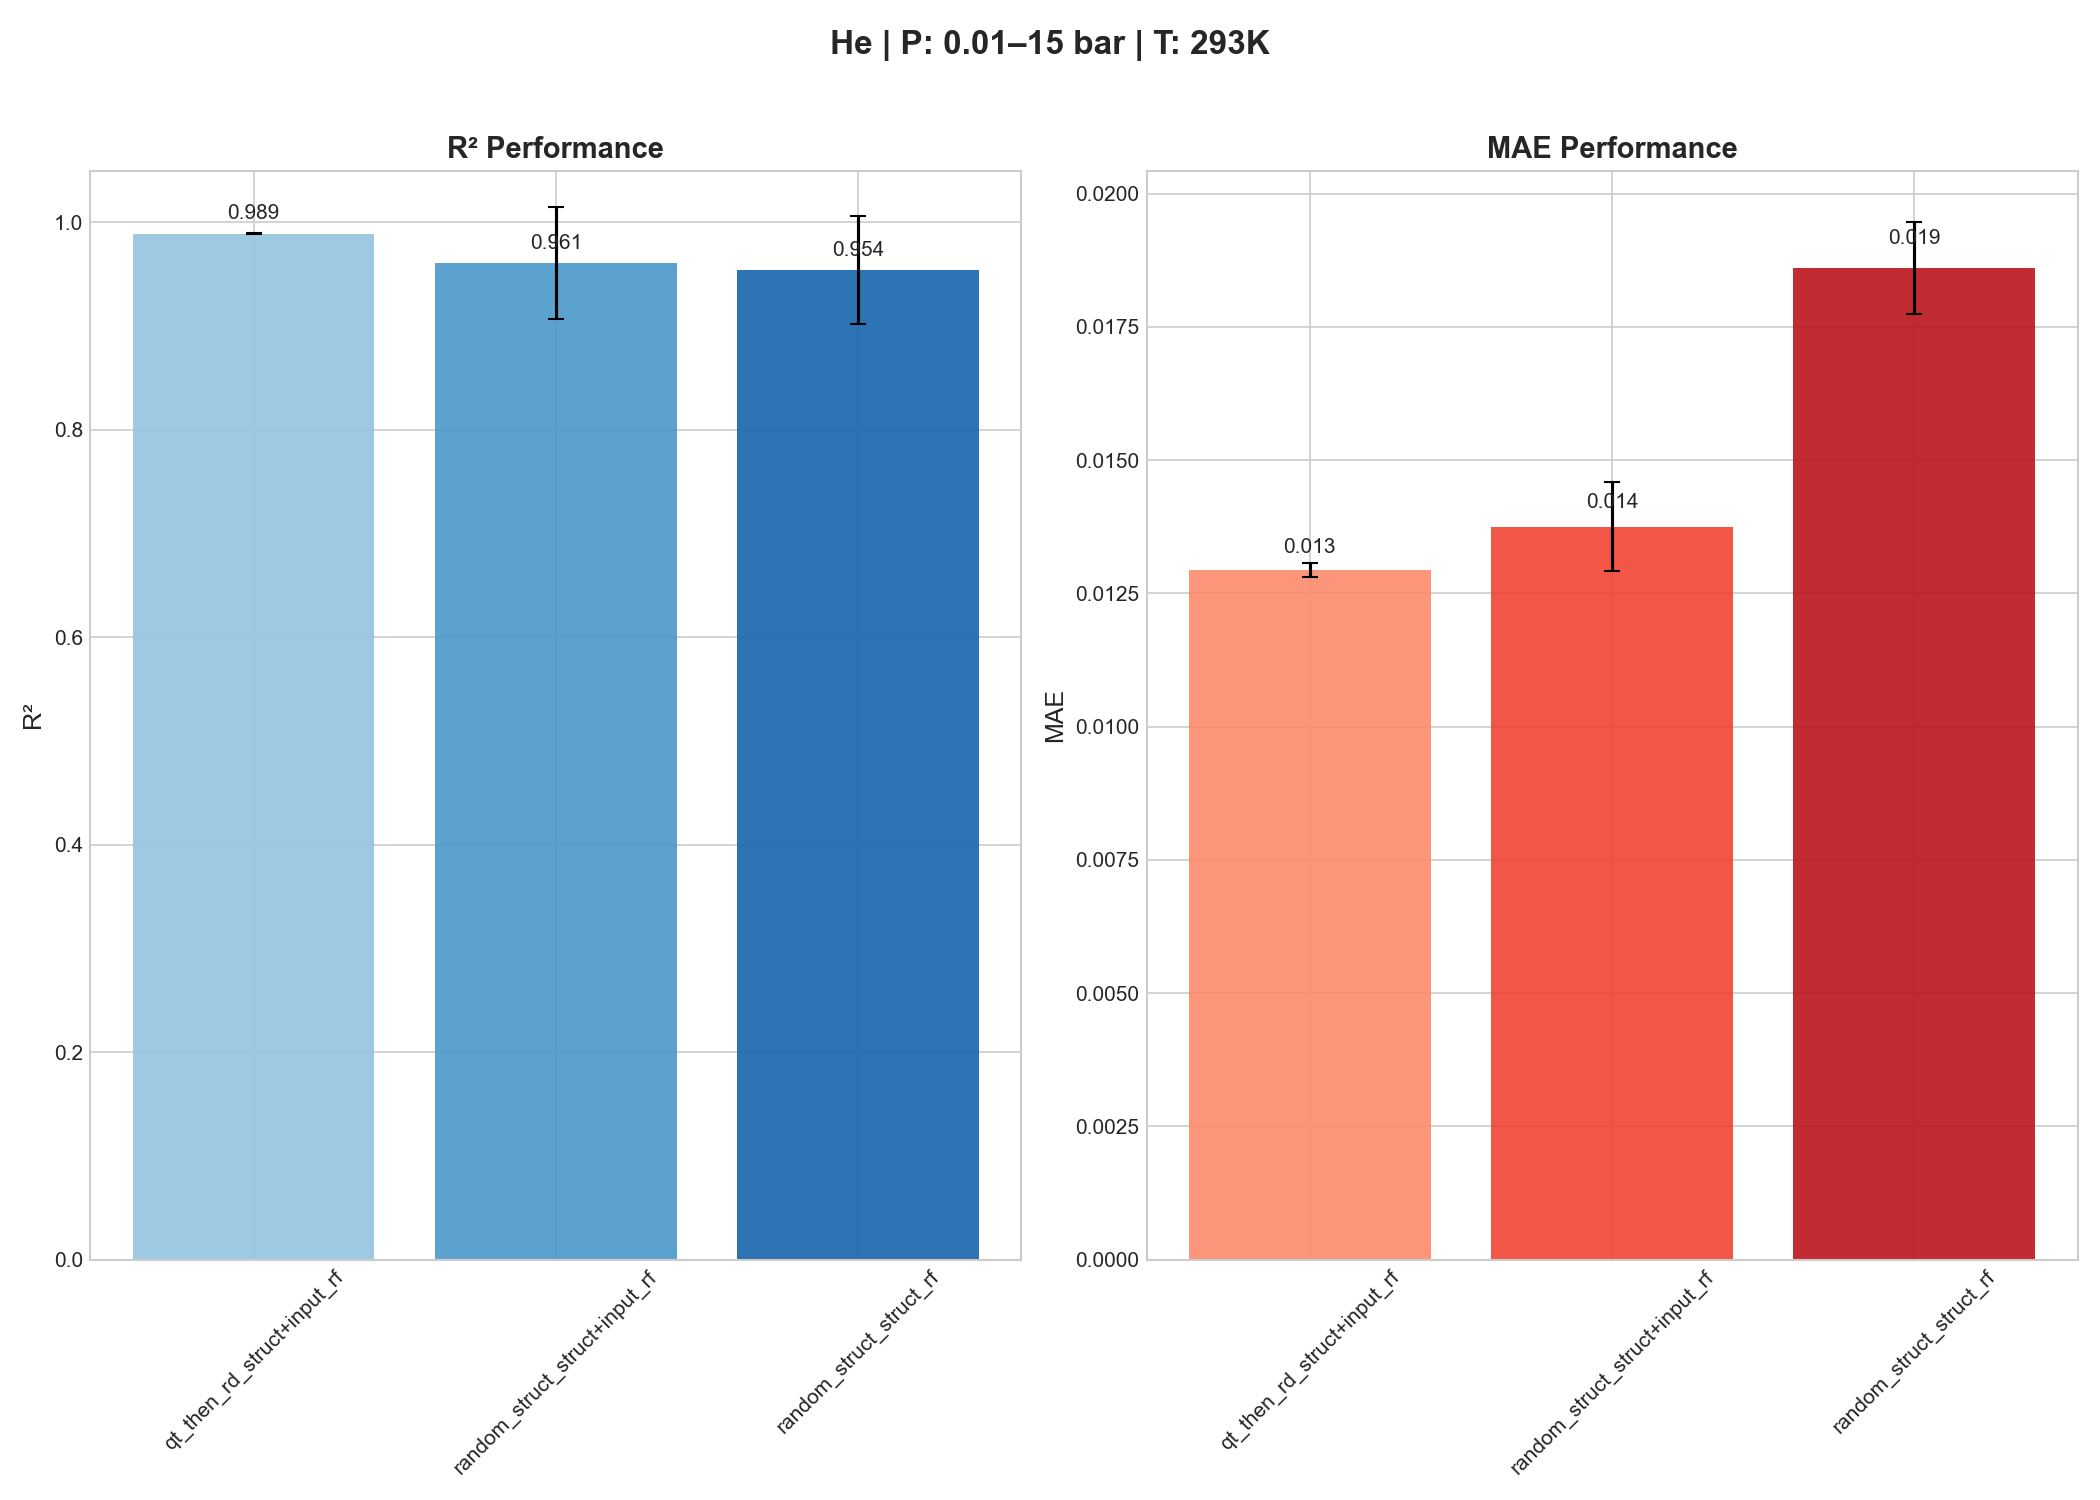 He | P: 0.01–15 bar | T: 293K
R² Performance
R²
1.0
0.8
0.6
0.4
0.2
0.0
0.989
0.961
0.954
qt_then_rd_struct+input_rf
random_struct_struct+input_rf
random_struct_struct_rf
MAE Performance
MAE
0.0200
0.0175
0.0150
0.0125
0.0100
0.0075
0.0050
0.0025
0.0000
0.013
0.014
0.019
qt_then_rd_struct+input_rf
random_struct_struct+input_rf
random_struct_struct_rf